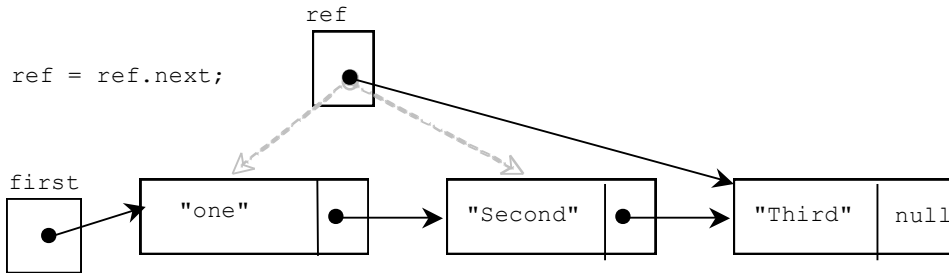 ref
ref = ref.next;
first
"one" "Second" "Third" null